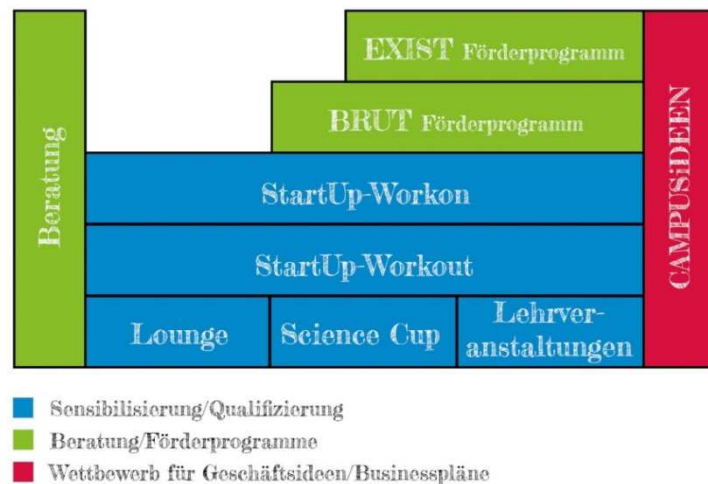 EXIST Förderprogramm
BRUT Förderprogramm
Beratung
CAMPUSiDEEN
StartUp-Workon
StartUp-Workout
Lounge
Science Cup
Lehrver-
anstaltungen
Sensibilisierung/Qualifizierung
Beratung/Förderprogramme
Wettbewerb für Geschäftsideen/Businesspläne